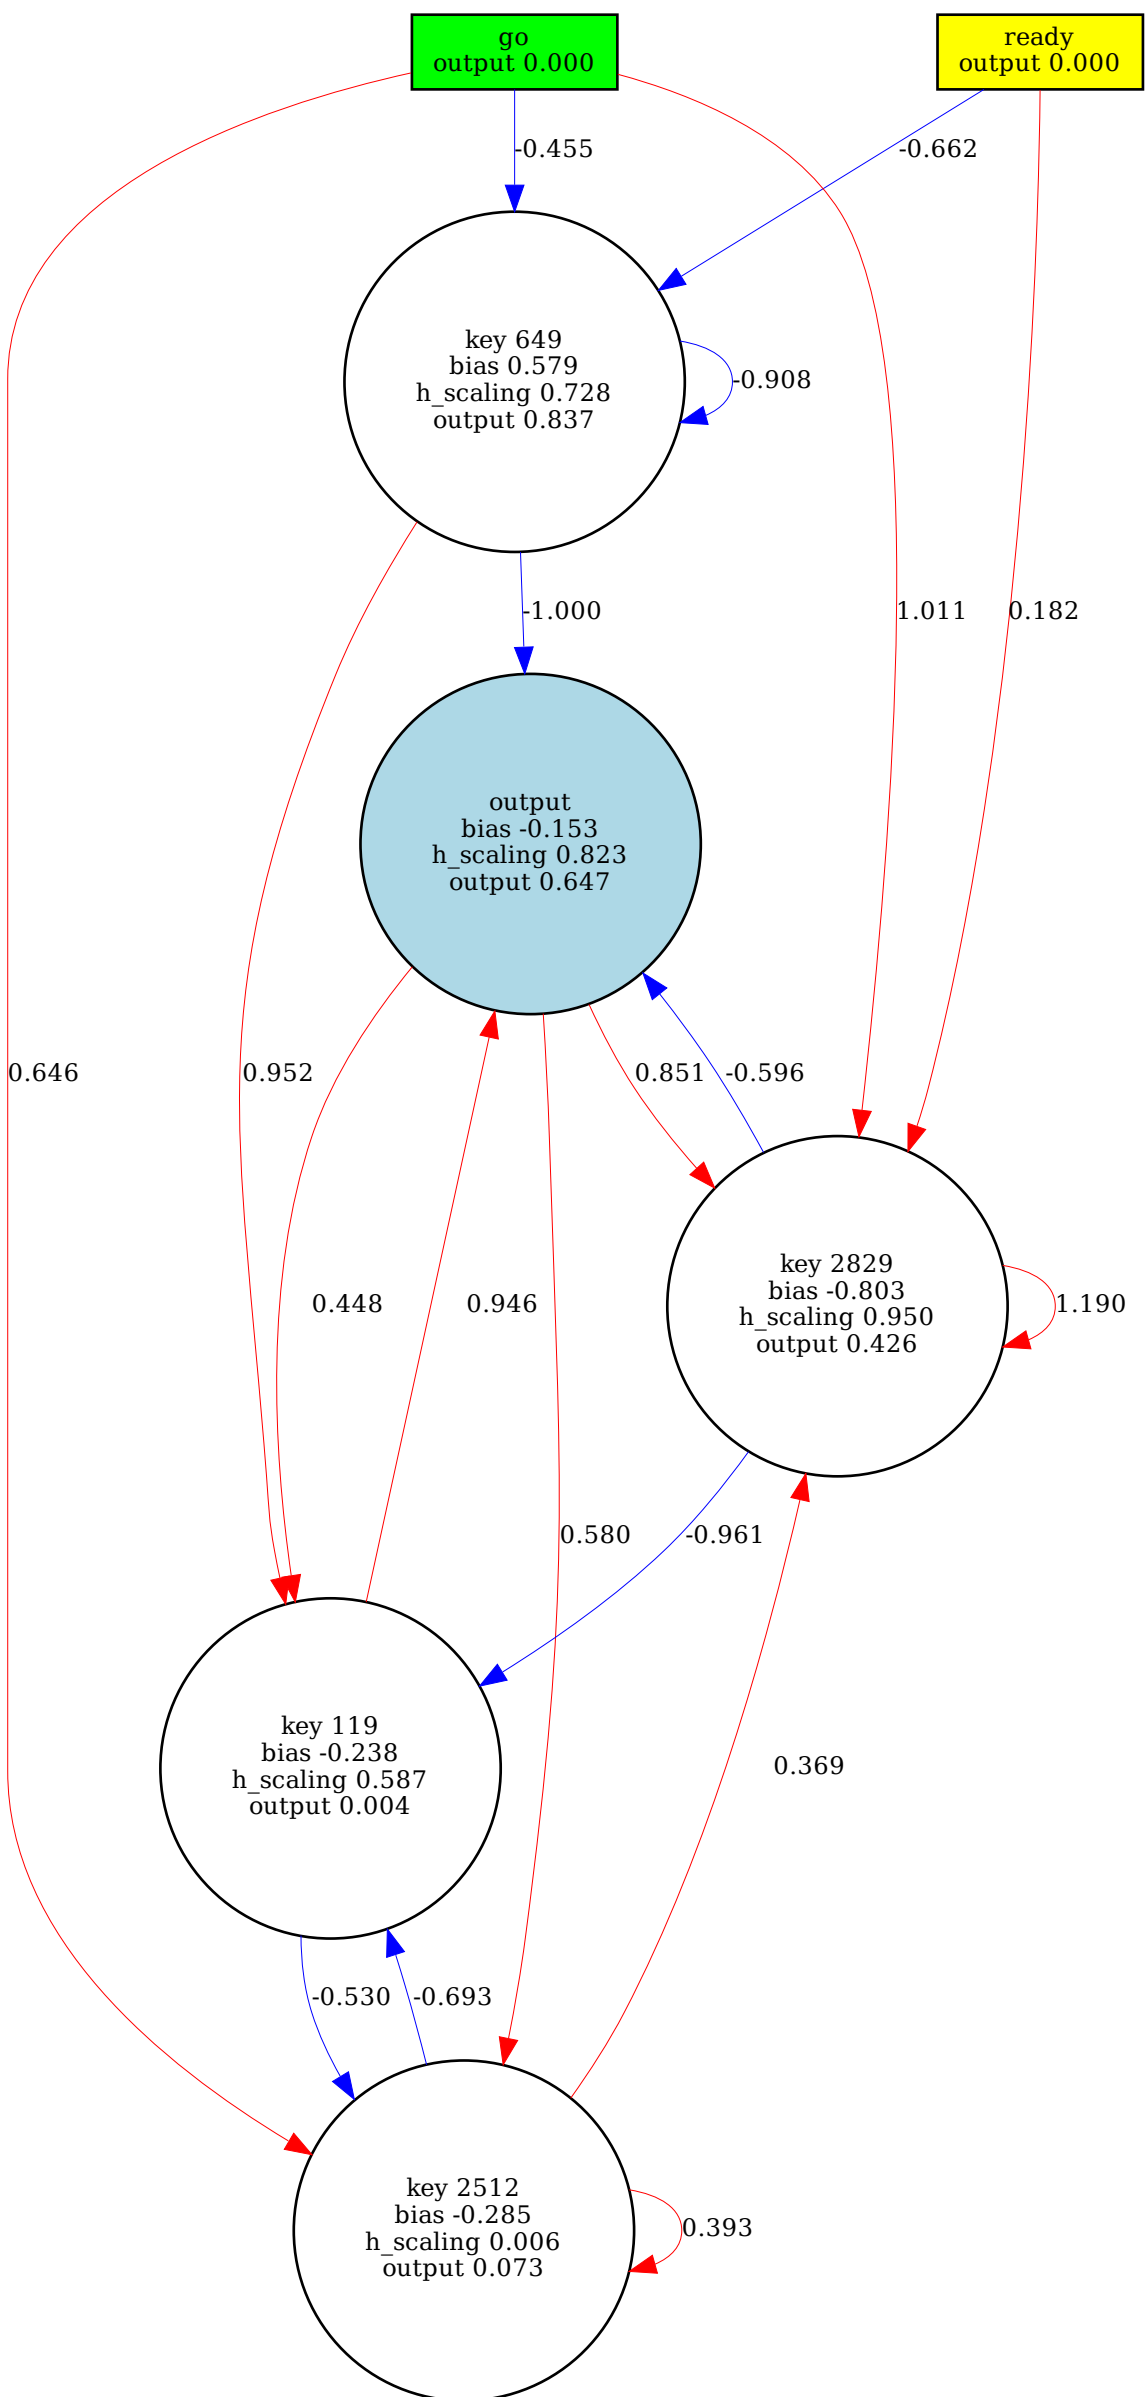 go
output 0.000
ready
output 0.000
-0.455
-0.662
key 649
bias 0.579
h_scaling 0.728
output 0.837
-0.908
-1.000
1.011
0.182
output
bias -0.153
h_scaling 0.823
output 0.647
0.646
0.952
0.851
-0.596
key 2829
bias -0.803
h_scaling 0.950
output 0.426
0.448
0.946
1.190
0.580
-0.961
key 119
bias -0.238
h_scaling 0.587
output 0.004
0.369
-0.530
-0.693
key 2512
bias -0.285
h_scaling 0.006
output 0.073
0.393